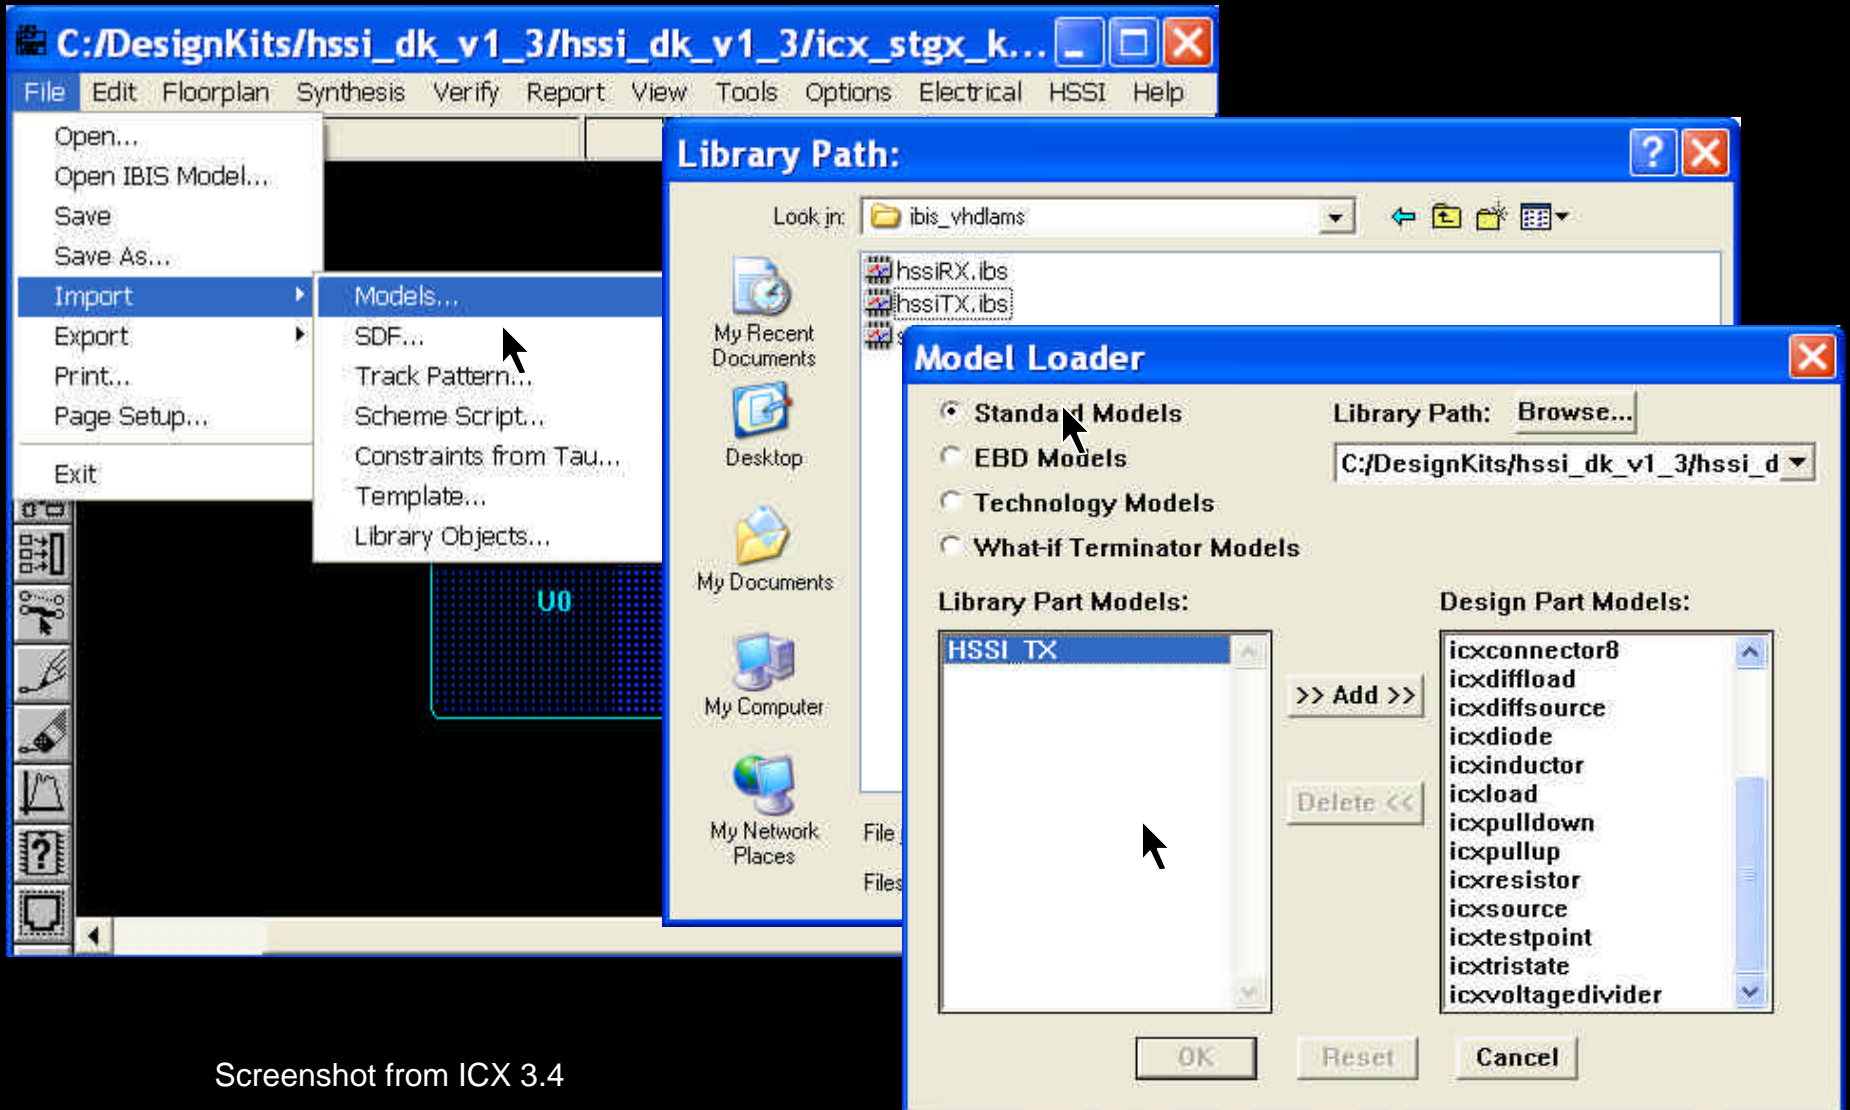 C:/DesignKits/hssi_dk_v1_3/hssi_dk_v1_3/icx_stgx_k...
File Edit Floorplan Synthesis Verify Report View Tools Options Electrical HSSI Help
Open...
Open IBIS Model...
Save
Save As...
Import
Export
Print...
Page Setup...
Exit
Models...
SDF...
Track Pattern...
Scheme Script...
Constraints from Tau...
Template...
Library Objects...
U0
Library Path:
Look in: ibis_vhdlams
hssiRX.ibs
hssiTX.ibs
My Recent
Documents
Desktop
My Documents
My Computer
My Network
Places
File
Files
Model Loader
Standard Models
EBD Models
Technology Models
What-if Terminator Models
Library Path: Browse...
C:/DesignKits/hssi_dk_v1_3/hssi_d
Library Part Models:
HSSI_TX
>> Add >>
Delete <<
Design Part Models:
icxconnector8
icxdiffload
icxdiffsource
icxdiode
icxinductor
icxload
icxpulldown
icxpullup
icxresistor
icxsource
icxtestpoint
icxtristate
icxvoltagedivider
OK Reset Cancel
Screenshot from ICX 3.4